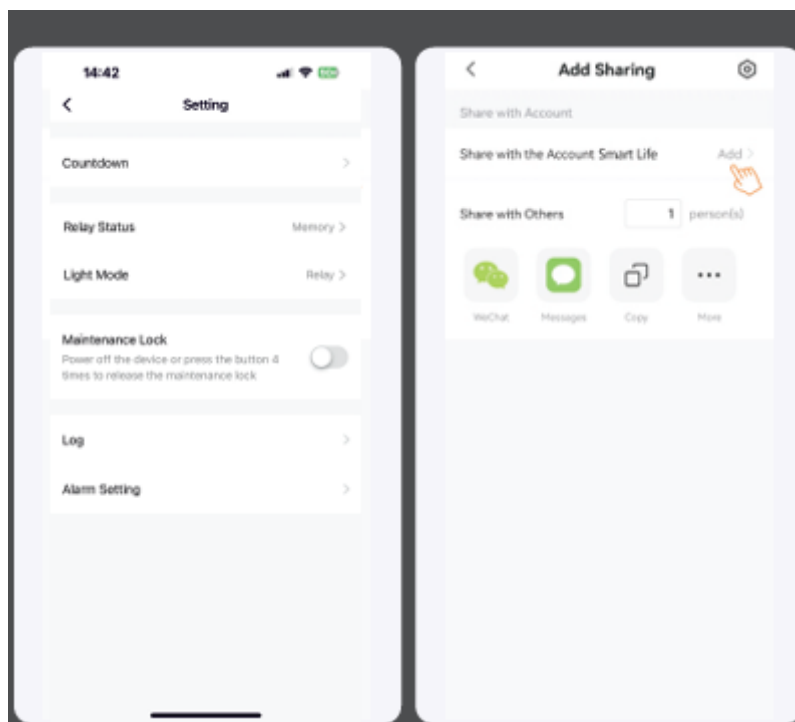 14:42
Setting
Countdown
Relay Status
Memory
Light Mode
Relay
Maintenance Lock
Power off the device or press the button 4
times to release the maintenance lock
Log
Alarm Setting
Add Sharing
Share with Account
Share with the Account Smart Life
Add
Share with Others
1
person(s)
WeChat
Messages
Copy
More